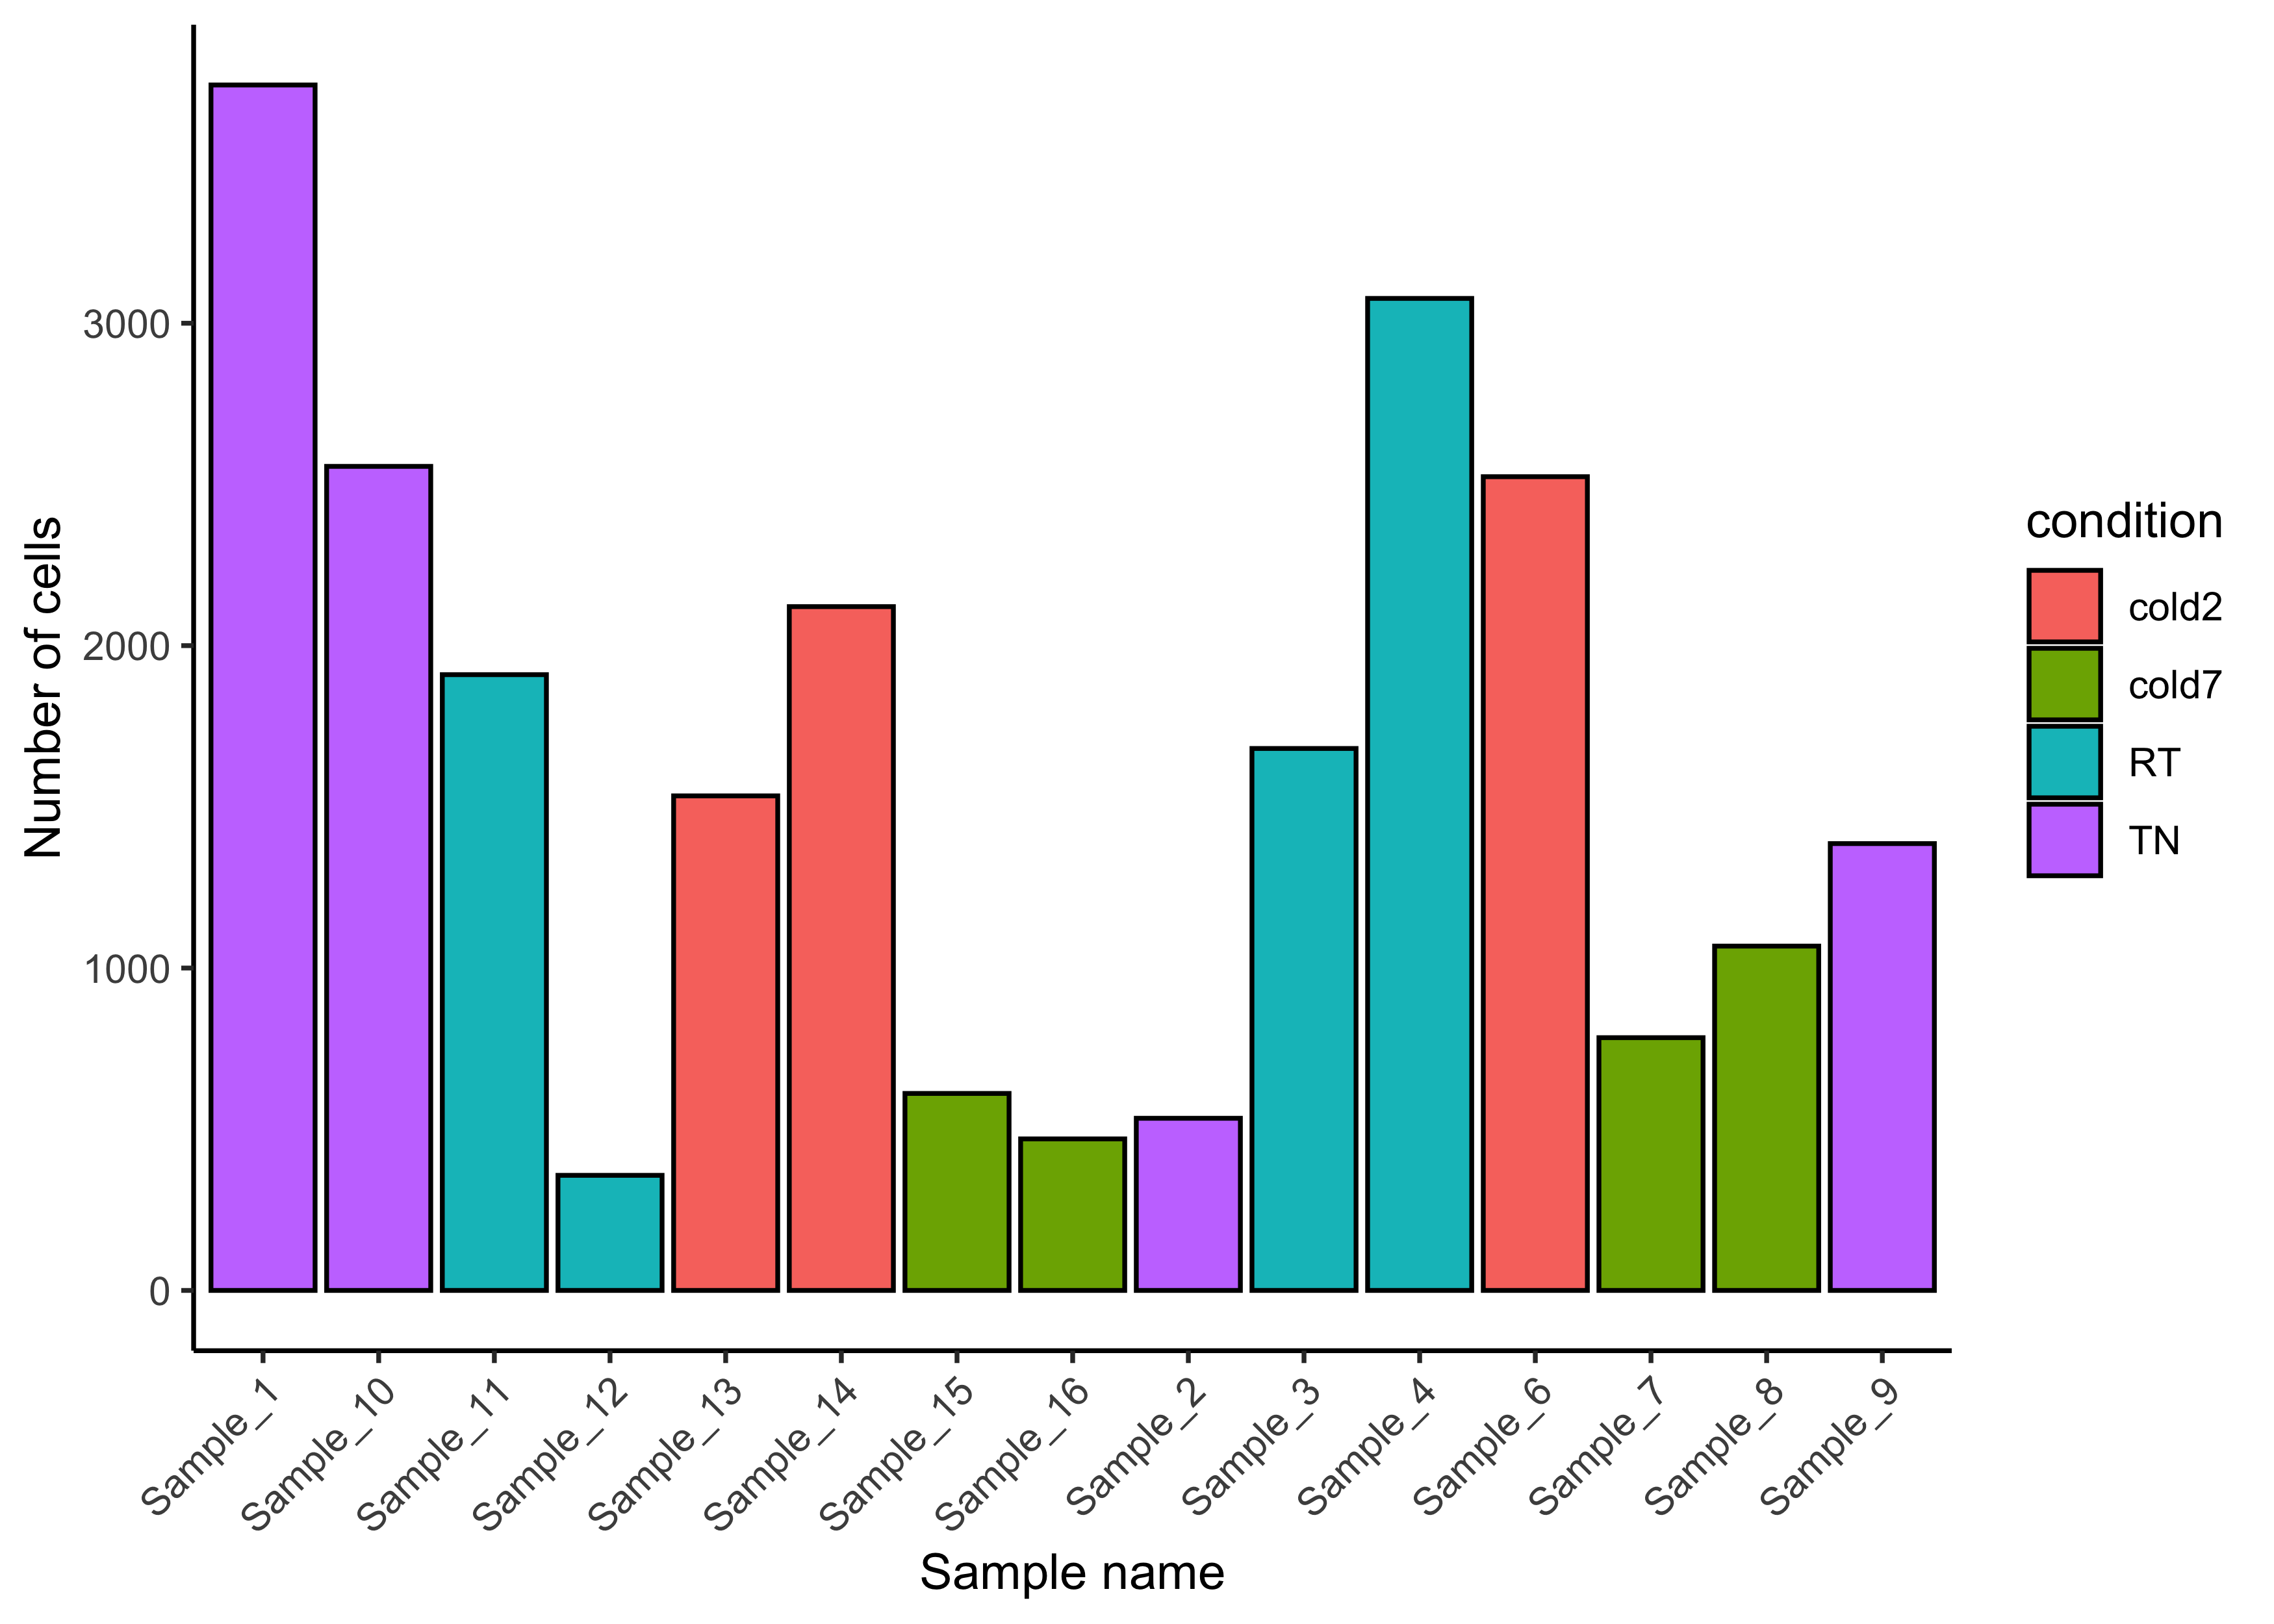 Number of cells
3000
2000
1000
0
Sample_1
Sample_10
Sample_11
Sample_12
Sample_13
Sample_14
Sample_15
Sample_16
Sample_2
Sample_3
Sample_4
Sample_6
Sample_7
Sample_8
Sample_9
Sample name
condition
cold2
cold7
RT
TN